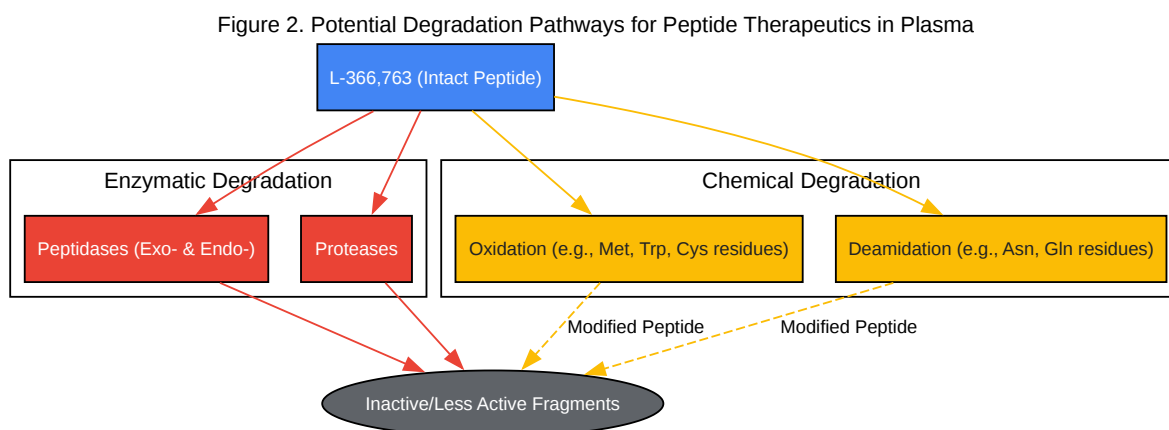 Figure 2. Potential Degradation Pathways for Peptide Therapeutics in Plasma
L-366,763 (Intact Peptide)
Enzymatic Degradation
Chemical Degradation
Peptidases (Exo- & Endo-)
Proteases
Oxidation (e.g., Met, Trp, Cys residues)
Deamidation (e.g., Asn, Gln residues)
Modified Peptide
Modified Peptide
Inactive/Less Active Fragments